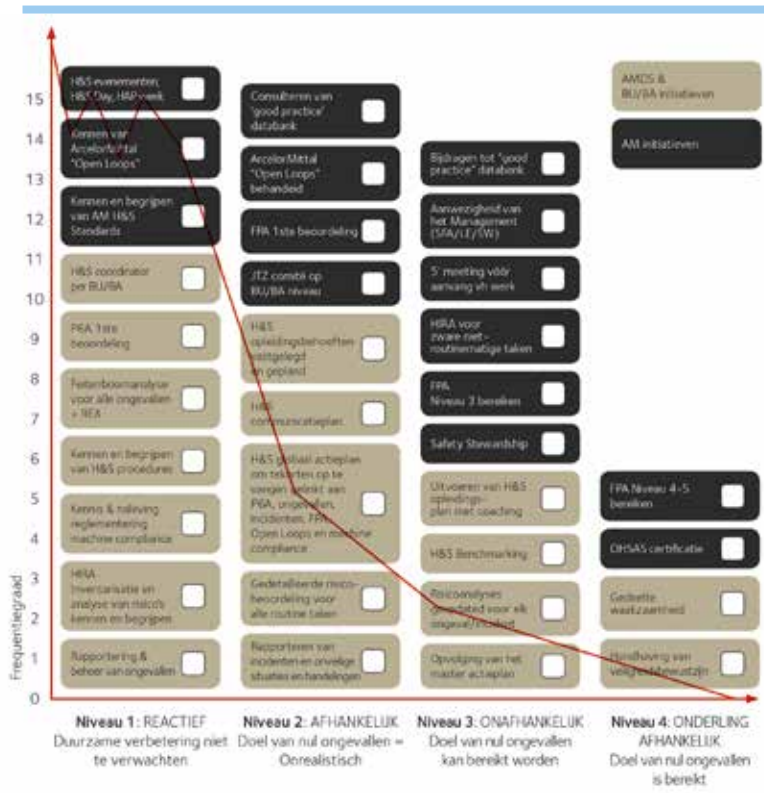 15
14
13
12
11
10
9
8
7
6
5
4
3
2
1
0
Frequentiegraad
H&S evenementen,
H&S Day, HAP week
Kennen van
ArcelorMittal
"Open Loops"
Kennen en begrijpen
van AM H&S
Standards
H&S coordinator
per BU/BA
P6A 1ste
beoordeling
Feitenboomanalyse
voor alle ongevallen
+ REX
Kennen en begrijpen
van H&S procedures
Kennis & naleving
reglementering
machine compliance
HIRA
Inventarisatie en
analyse van risico's
kennen en begrijpen
Rapportering &
beheer van ongevallen
Niveau 1: REACTIEF
Duurzame verbetering niet
te verwachten
Consulteren van
'good practice'
databank
ArcelorMittal
"Open Loops"
behandeld
FPA 1ste beoordeling
JTZ comité op
BU/BA niveau
H&S
opleidingsbehoeften
vastgelegd
en gepland
H&S
communicatieplan
H&S globaal actieplan
om tekorten op te
vangen gelinkt aan
P6A, ongevallen,
incidenten, FPA,
Open Loops en machine
compliance
Gedetailleerde risico-
beoordeling voor
alle routine taken
Rapporteren van
incidenten en onveilige
situaties en handelingen
Niveau 2: AFHANKELIJK
Doel van nul ongevallen =
Onrealistisch
Bijdragen tot "good
practice" databank
Aanwezigheid van
het Management
(SFA/LF/SW)
5' meeting vóór
aanvang vh werk
HIRA voor
zware niet-
routinematige taken
FPA
Niveau 3 bereiken
Safety Stewardship
Uitvoeren van H&S
opleidings-
plan met coaching
H&S Benchmarking
Risicoanalyses
geüpdated voor elk
ongeval/incident
Opvolging van het
master actieplan
Niveau 3: ONAFHANKELIJK
Doel van nul ongevallen
kan bereikt worden
AMDS &
BU/BA initiatieven
AM initiatieven
FPA Niveau 4-5
bereiken
OHSAS certificatie
Gedeelde
waakzaamheid
Handhaving van
veiligheidsbewustzijn
Niveau 4: ONDERLING
AFHANKELIJK
Doel van nul ongevallen
is bereikt